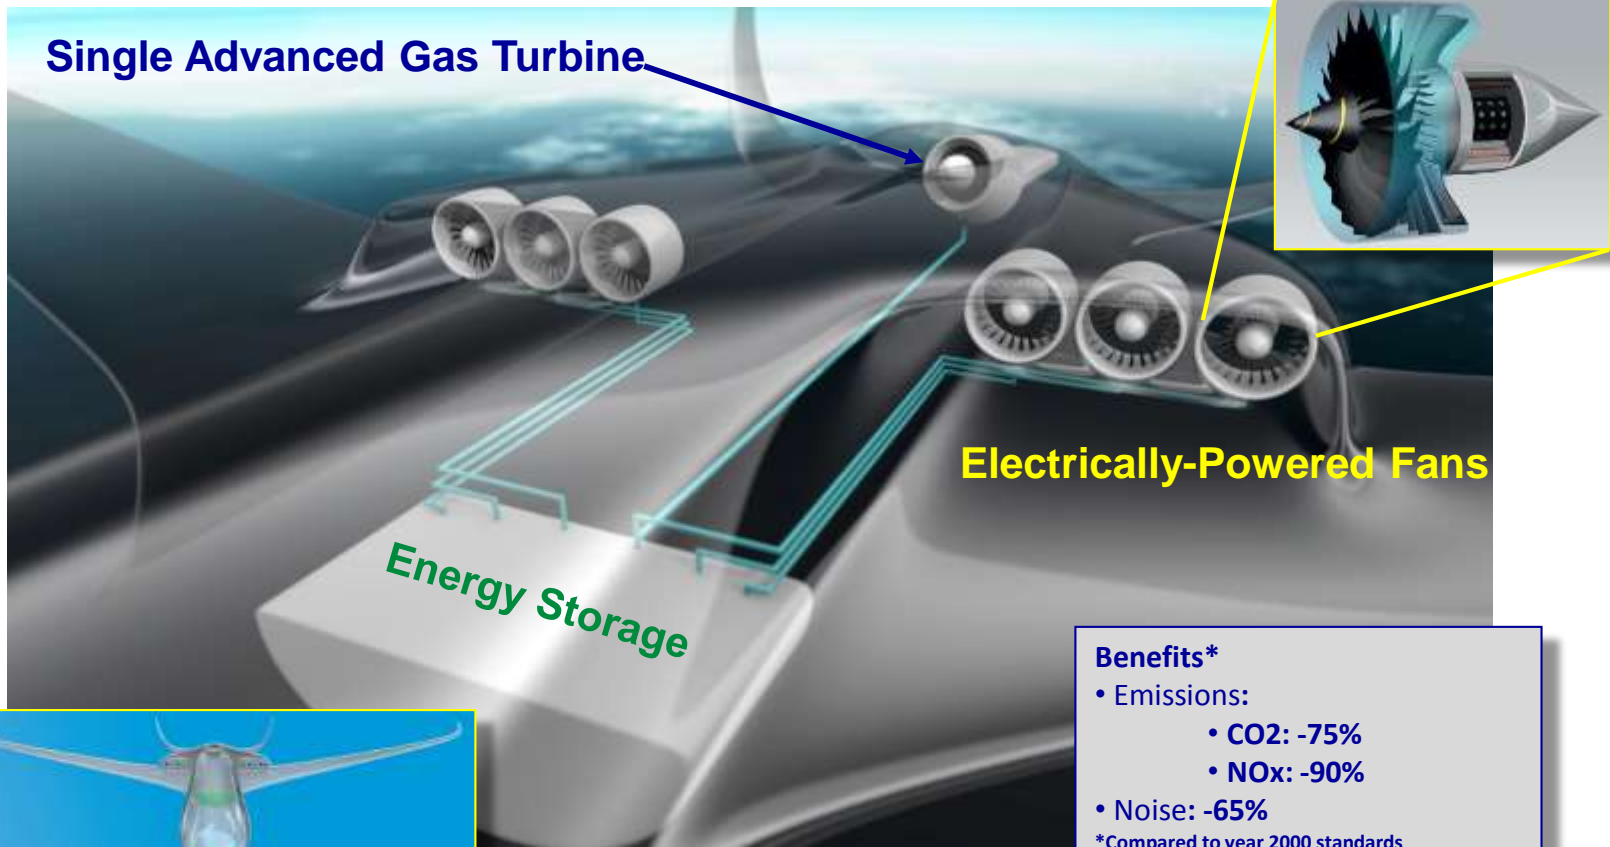 Single Advanced Gas Turbine
Electrically-Powered Fans
Energy Storage
Benefits*
• Emissions:
• CO2: -75%
• NOx: -90%
• Noise: -65%
*Compared to year 2000 standards